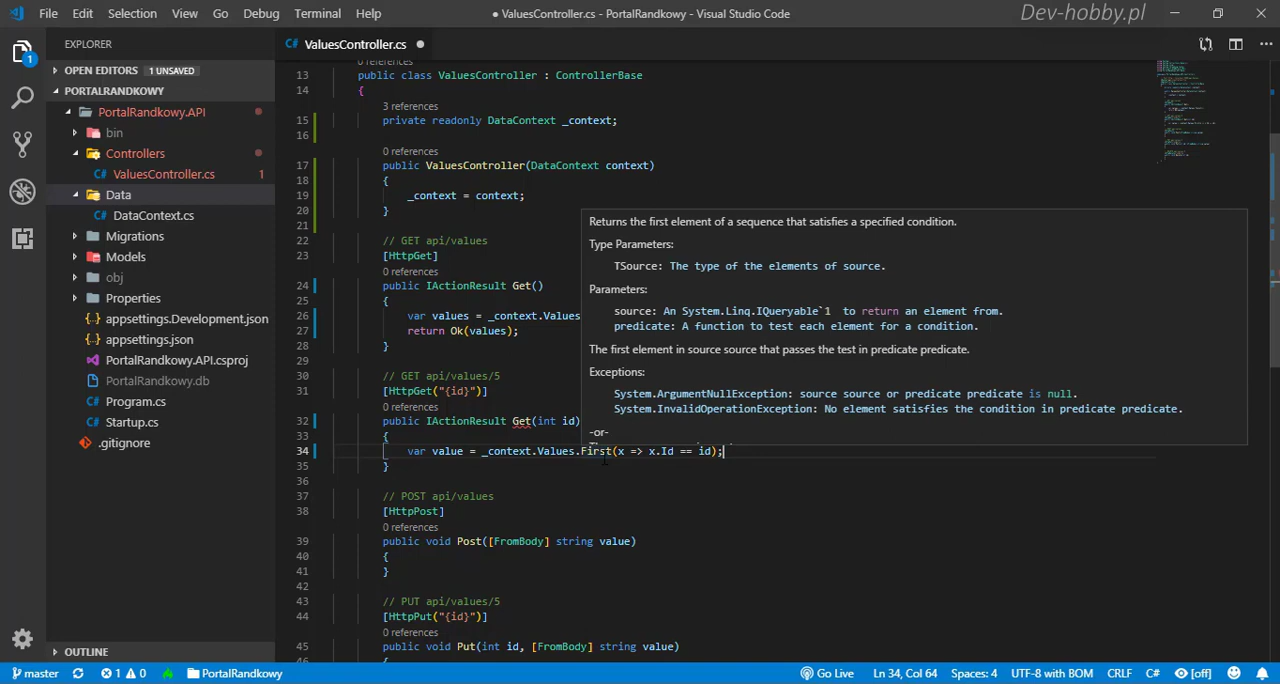 File Edit Selection View Go Debug Terminal Help
● ValuesController.cs - PortalRandkowy - Visual Studio Code
Dev-hobby.pl
1
EXPLORER
OPEN EDITORS 1 UNSAVED
PORTALRANDKOWY
PortalRandkowy.API
bin
Controllers
ValuesController.cs 1
Data
DataContext.cs
Migrations
Models
obj
Properties
appsettings.Development.json
appsettings.json
PortalRandkowy.API.csproj
PortalRandkowy.db
Program.cs
Startup.cs
.gitignore
OUTLINE
ValuesController.cs ●
0 references
13 public class ValuesController : ControllerBase
14 {
3 references
15 private readonly DataContext _context;
16
0 references
17 public ValuesController(DataContext context)
18 {
19 _context = context;
20 }
21
22 // GET api/values
23 [HttpGet]
0 references
24 public IActionResult Get()
25 {
26 var values = _context.Values
27 return Ok(values);
28 }
29
30 // GET api/values/5
31 [HttpGet("{id}")]
0 references
32 public IActionResult Get(int id)
33 {
34 var value = _context.Values.First(x => x.Id == id);
35 }
36
37 // POST api/values
38 [HttpPost]
0 references
39 public void Post([FromBody] string value)
40 {
41 }
42
43 // PUT api/values/5
44 [HttpPut("{id}")]
0 references
45 public void Put(int id, [FromBody] string value)
46 {
Returns the first element of a sequence that satisfies a specified condition.
Type Parameters:
TSource: The type of the elements of source.
Parameters:
source: An System.Linq.IQueryable`1 to return an element from.
predicate: A function to test each element for a condition.
The first element in source source that passes the test in predicate predicate.
Exceptions:
System.ArgumentNullException: source source or predicate predicate is null.
System.InvalidOperationException: No element satisfies the condition in predicate predicate.
-or-
master 1 0 PortalRandkowy Go Live Ln 34, Col 64 Spaces: 4 UTF-8 with BOM CRLF C# [off]